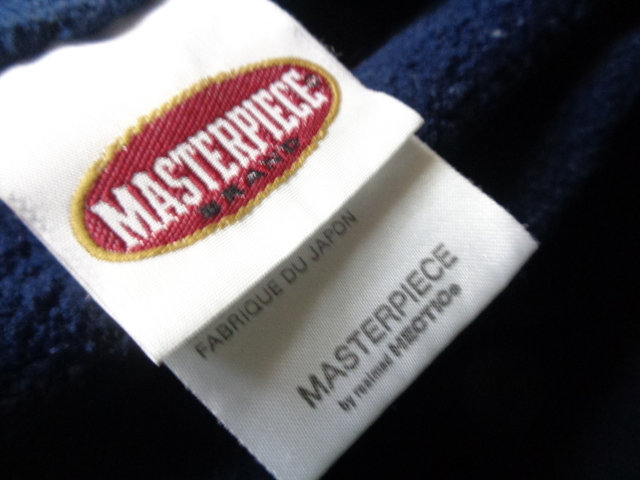 MASTERPIECE
BRAND
FABRIQUE DU JAPON
MASTERPIECE
by realmad HECTIC®